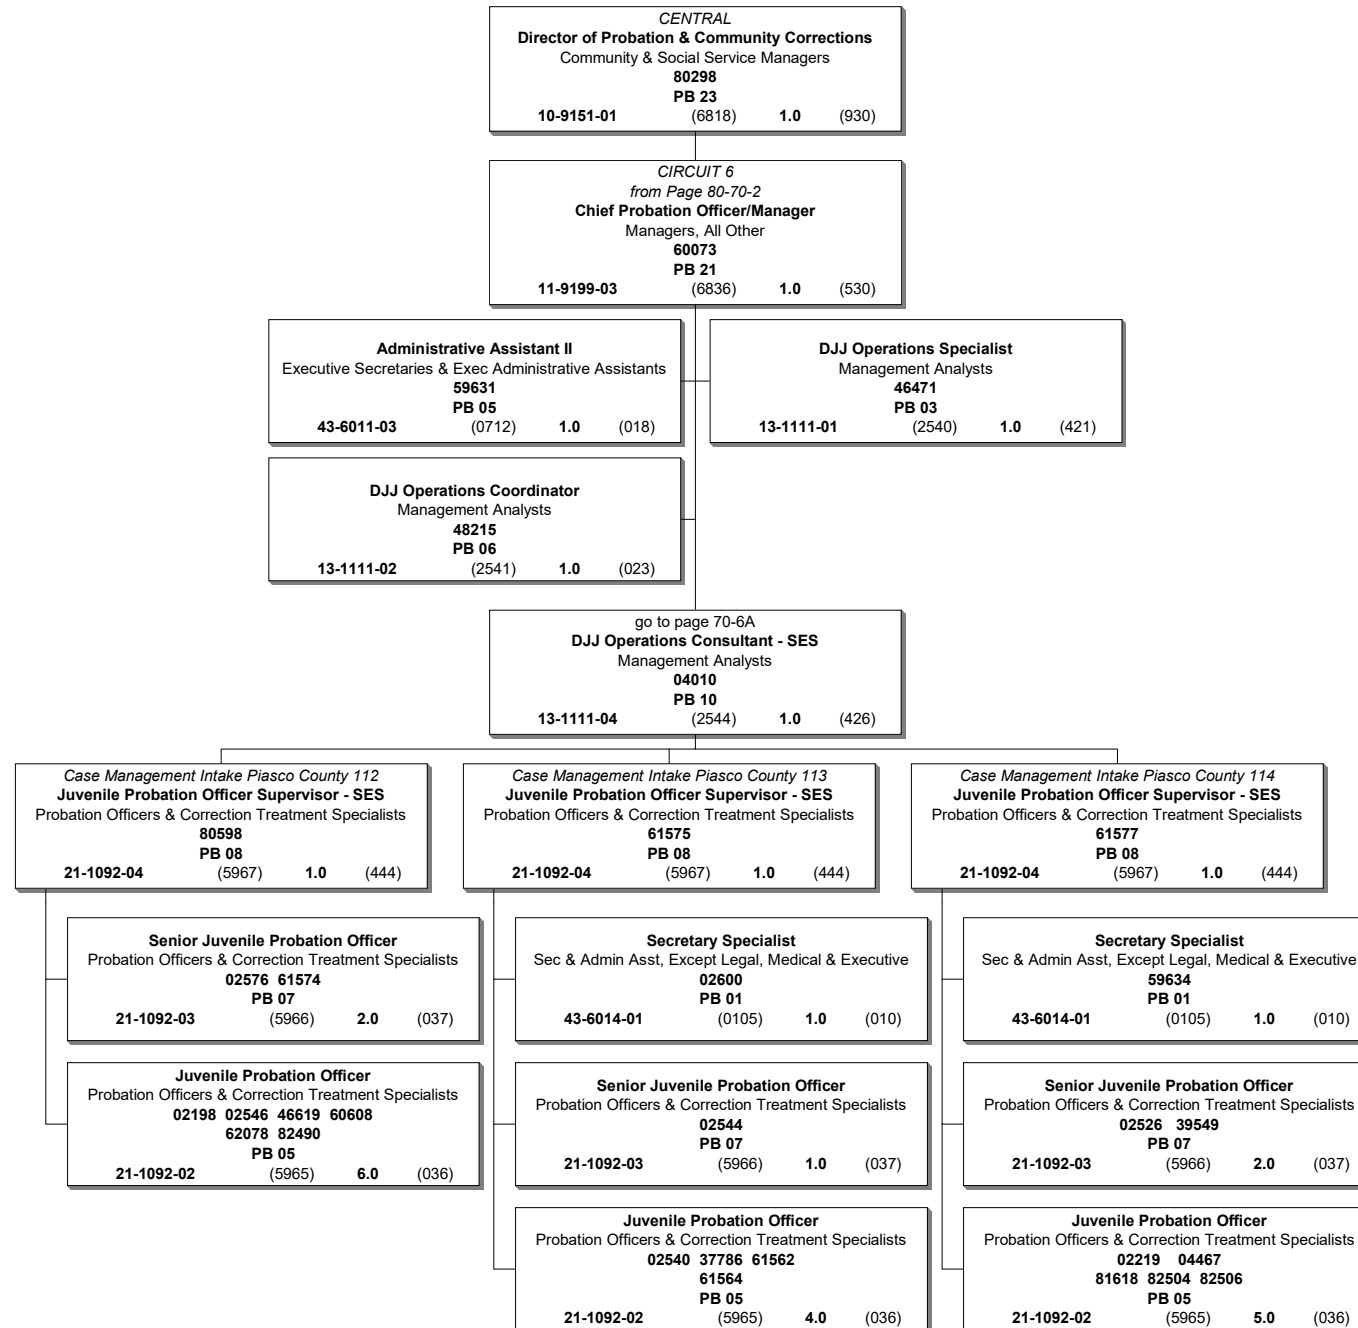 CENTRAL
Director of Probation & Community Corrections
Community & Social Service Managers
80298
PB 23
10-9151-01 (6818) 1.0 (930)
CIRCUIT 6
from Page 80-70-2
Chief Probation Officer/Manager
Managers, All Other
60073
PB 21
11-9199-03 (6836) 1.0 (530)
Administrative Assistant II
Executive Secretaries & Exec Administrative Assistants
59631
PB 05
43-6011-03 (0712) 1.0 (018)
DJJ Operations Specialist
Management Analysts
46471
PB 03
13-1111-01 (2540) 1.0 (421)
DJJ Operations Coordinator
Management Analysts
48215
PB 06
13-1111-02 (2541) 1.0 (023)
go to page 70-6A
DJJ Operations Consultant - SES
Management Analysts
04010
PB 10
13-1111-04 (2544) 1.0 (426)
Case Management Intake Piasco County 112
Juvenile Probation Officer Supervisor - SES
Probation Officers & Correction Treatment Specialists
80598
PB 08
21-1092-04 (5967) 1.0 (444)
Senior Juvenile Probation Officer
Probation Officers & Correction Treatment Specialists
02576 61574
PB 07
21-1092-03 (5966) 2.0 (037)
Juvenile Probation Officer
Probation Officers & Correction Treatment Specialists
02198 02546 46619 60608
62078 82490
PB 05
21-1092-02 (5965) 6.0 (036)
Case Management Intake Piasco County 113
Juvenile Probation Officer Supervisor - SES
Probation Officers & Correction Treatment Specialists
61575
PB 08
21-1092-04 (5967) 1.0 (444)
Secretary Specialist
Sec & Admin Asst, Except Legal, Medical & Executive
02600
PB 01
43-6014-01 (0105) 1.0 (010)
Senior Juvenile Probation Officer
Probation Officers & Correction Treatment Specialists
02544
PB 07
21-1092-03 (5966) 1.0 (037)
Juvenile Probation Officer
Probation Officers & Correction Treatment Specialists
02540 37786 61562
61564
PB 05
21-1092-02 (5965) 4.0 (036)
Case Management Intake Piasco County 114
Juvenile Probation Officer Supervisor - SES
Probation Officers & Correction Treatment Specialists
61577
PB 08
21-1092-04 (5967) 1.0 (444)
Secretary Specialist
Sec & Admin Asst, Except Legal, Medical & Executive
59634
PB 01
43-6014-01 (0105) 1.0 (010)
Senior Juvenile Probation Officer
Probation Officers & Correction Treatment Specialists
02526 39549
PB 07
21-1092-03 (5966) 2.0 (037)
Juvenile Probation Officer
Probation Officers & Correction Treatment Specialists
02219 04467
81618 82504 82506
PB 05
21-1092-02 (5965) 5.0 (036)